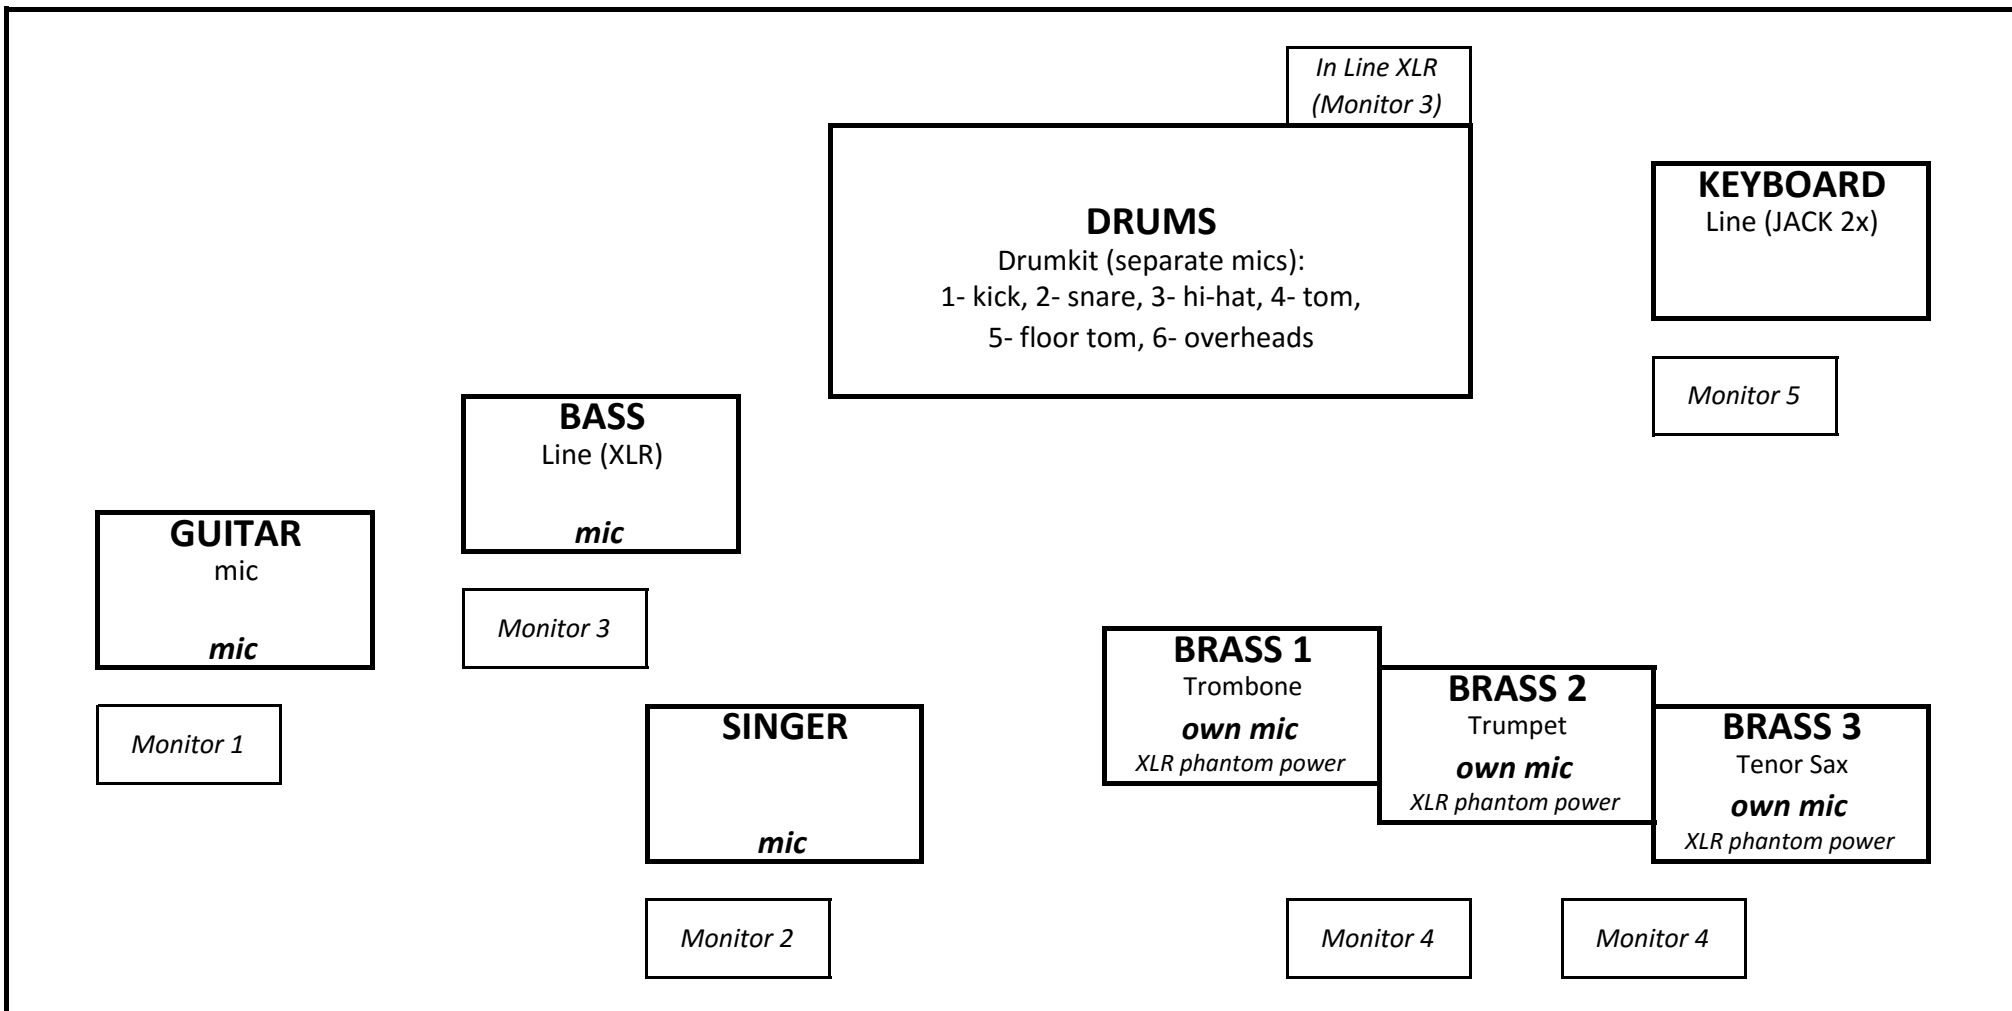 In Line XLR
(Monitor 3)
DRUMS
Drumkit (separate mics):
1- kick, 2- snare, 3- hi-hat, 4- tom,
5- floor tom, 6- overheads
KEYBOARD
Line (JACK 2x)
Monitor 5
BASS
Line (XLR)
mic
Monitor 3
GUITAR
mic
mic
Monitor 1
SINGER
mic
Monitor 2
BRASS 1
Trombone
own mic
XLR phantom power
BRASS 2
Trumpet
own mic
XLR phantom power
BRASS 3
Tenor Sax
own mic
XLR phantom power
Monitor 4
Monitor 4